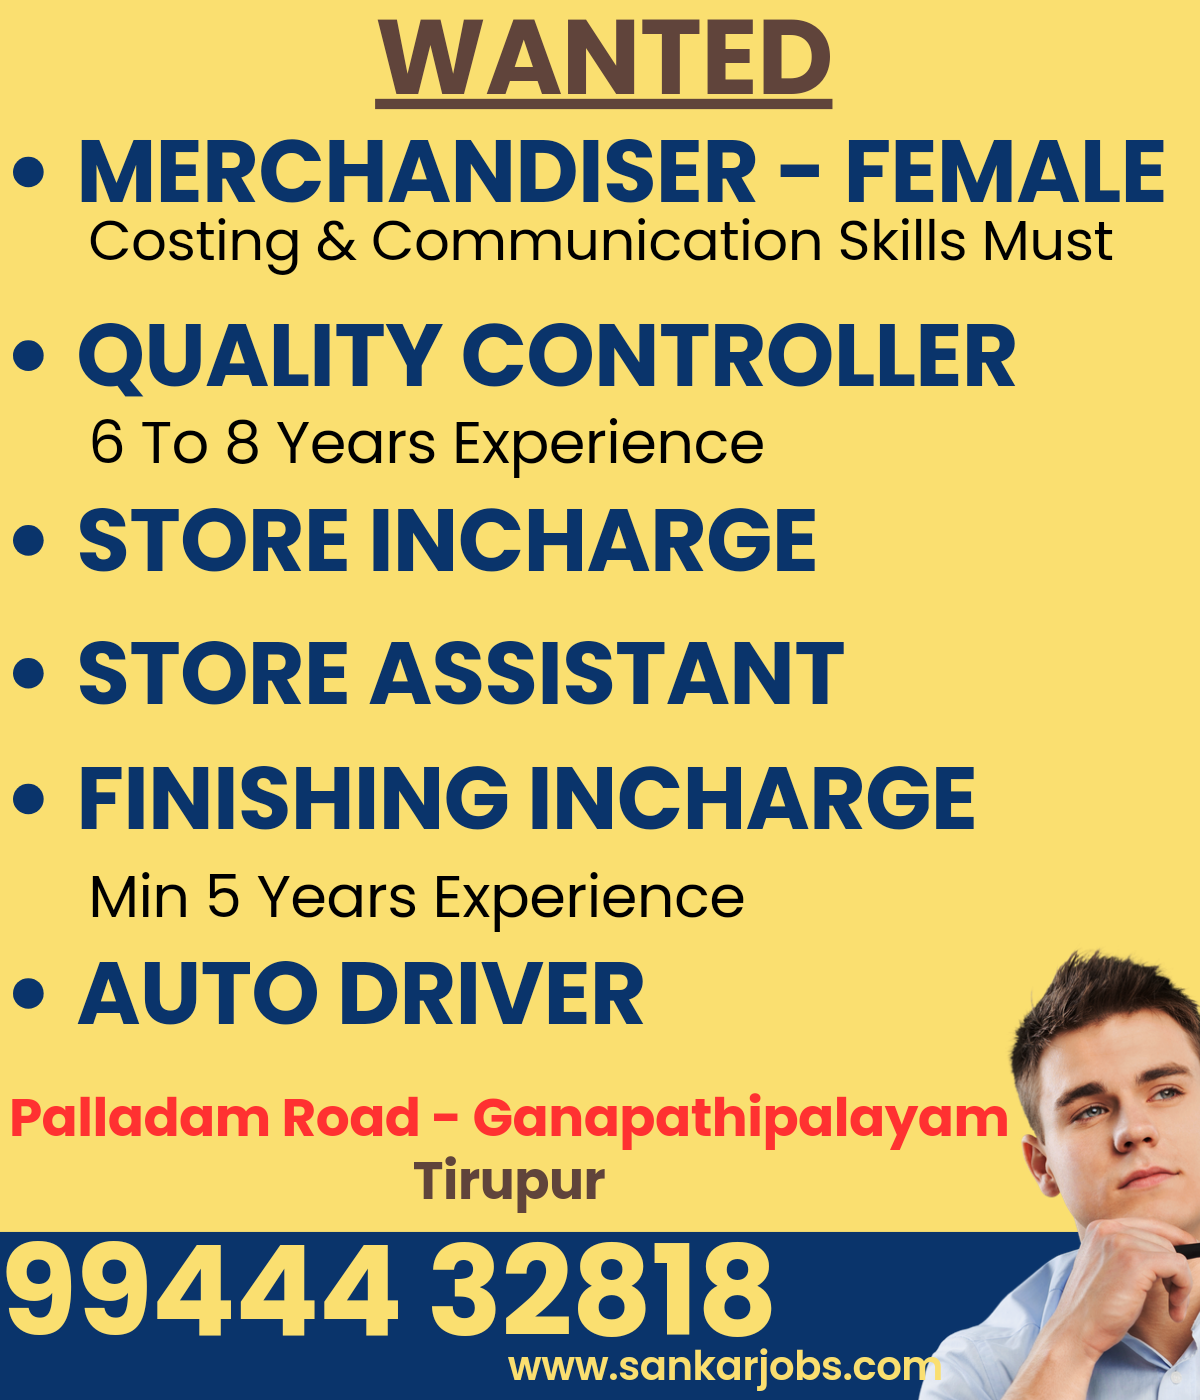 WANTED
• MERCHANDISER - FEMALE
Costing & Communication Skills Must
• QUALITY CONTROLLER
6 To 8 Years Experience
• STORE INCHARGE
• STORE ASSISTANT
• FINISHING INCHARGE
Min 5 Years Experience
• AUTO DRIVER
Palladam Road - Ganapathipalayam
Tirupur
99444 32818
www.sankarjobs.com